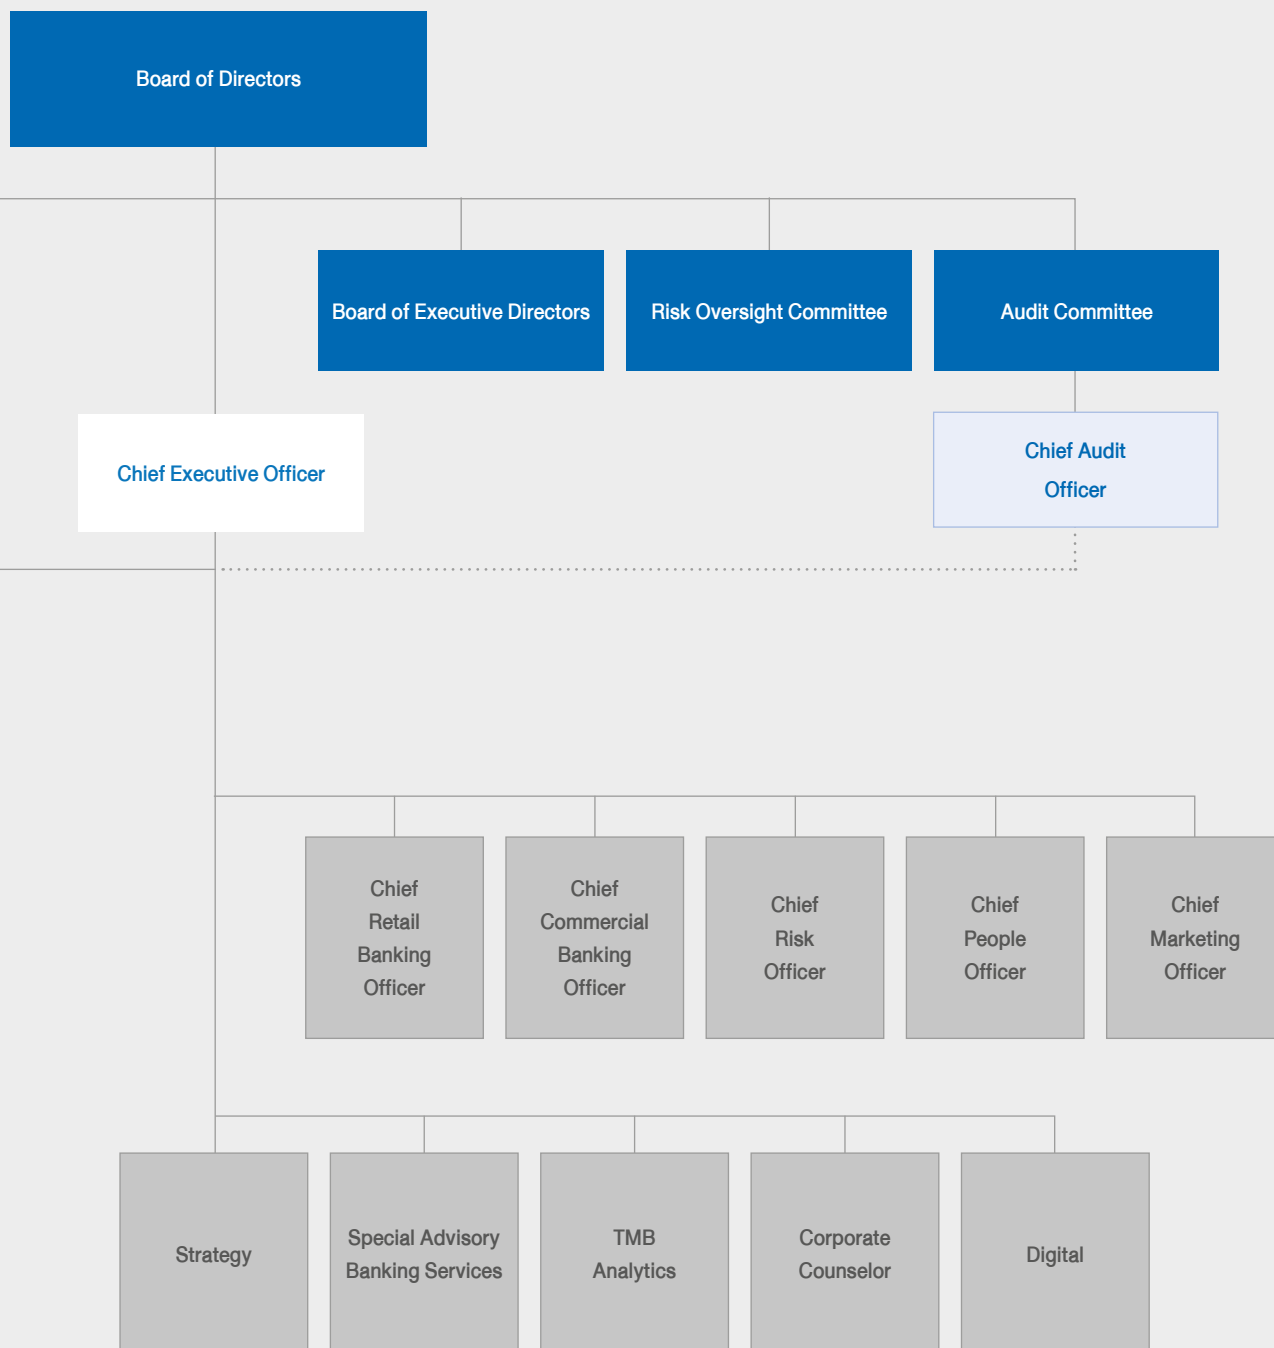 Board of Directors
Board of Executive Directors
Risk Oversight Committee
Audit Committee
Chief Executive Officer
Chief Audit
Officer
Chief
Retail
Banking
Officer
Chief
Commercial
Banking
Officer
Chief
Risk
Officer
Chief
People
Officer
Chief
Marketing
Officer
Strategy
Special Advisory
Banking Services
TMB
Analytics
Corporate
Counselor
Digital